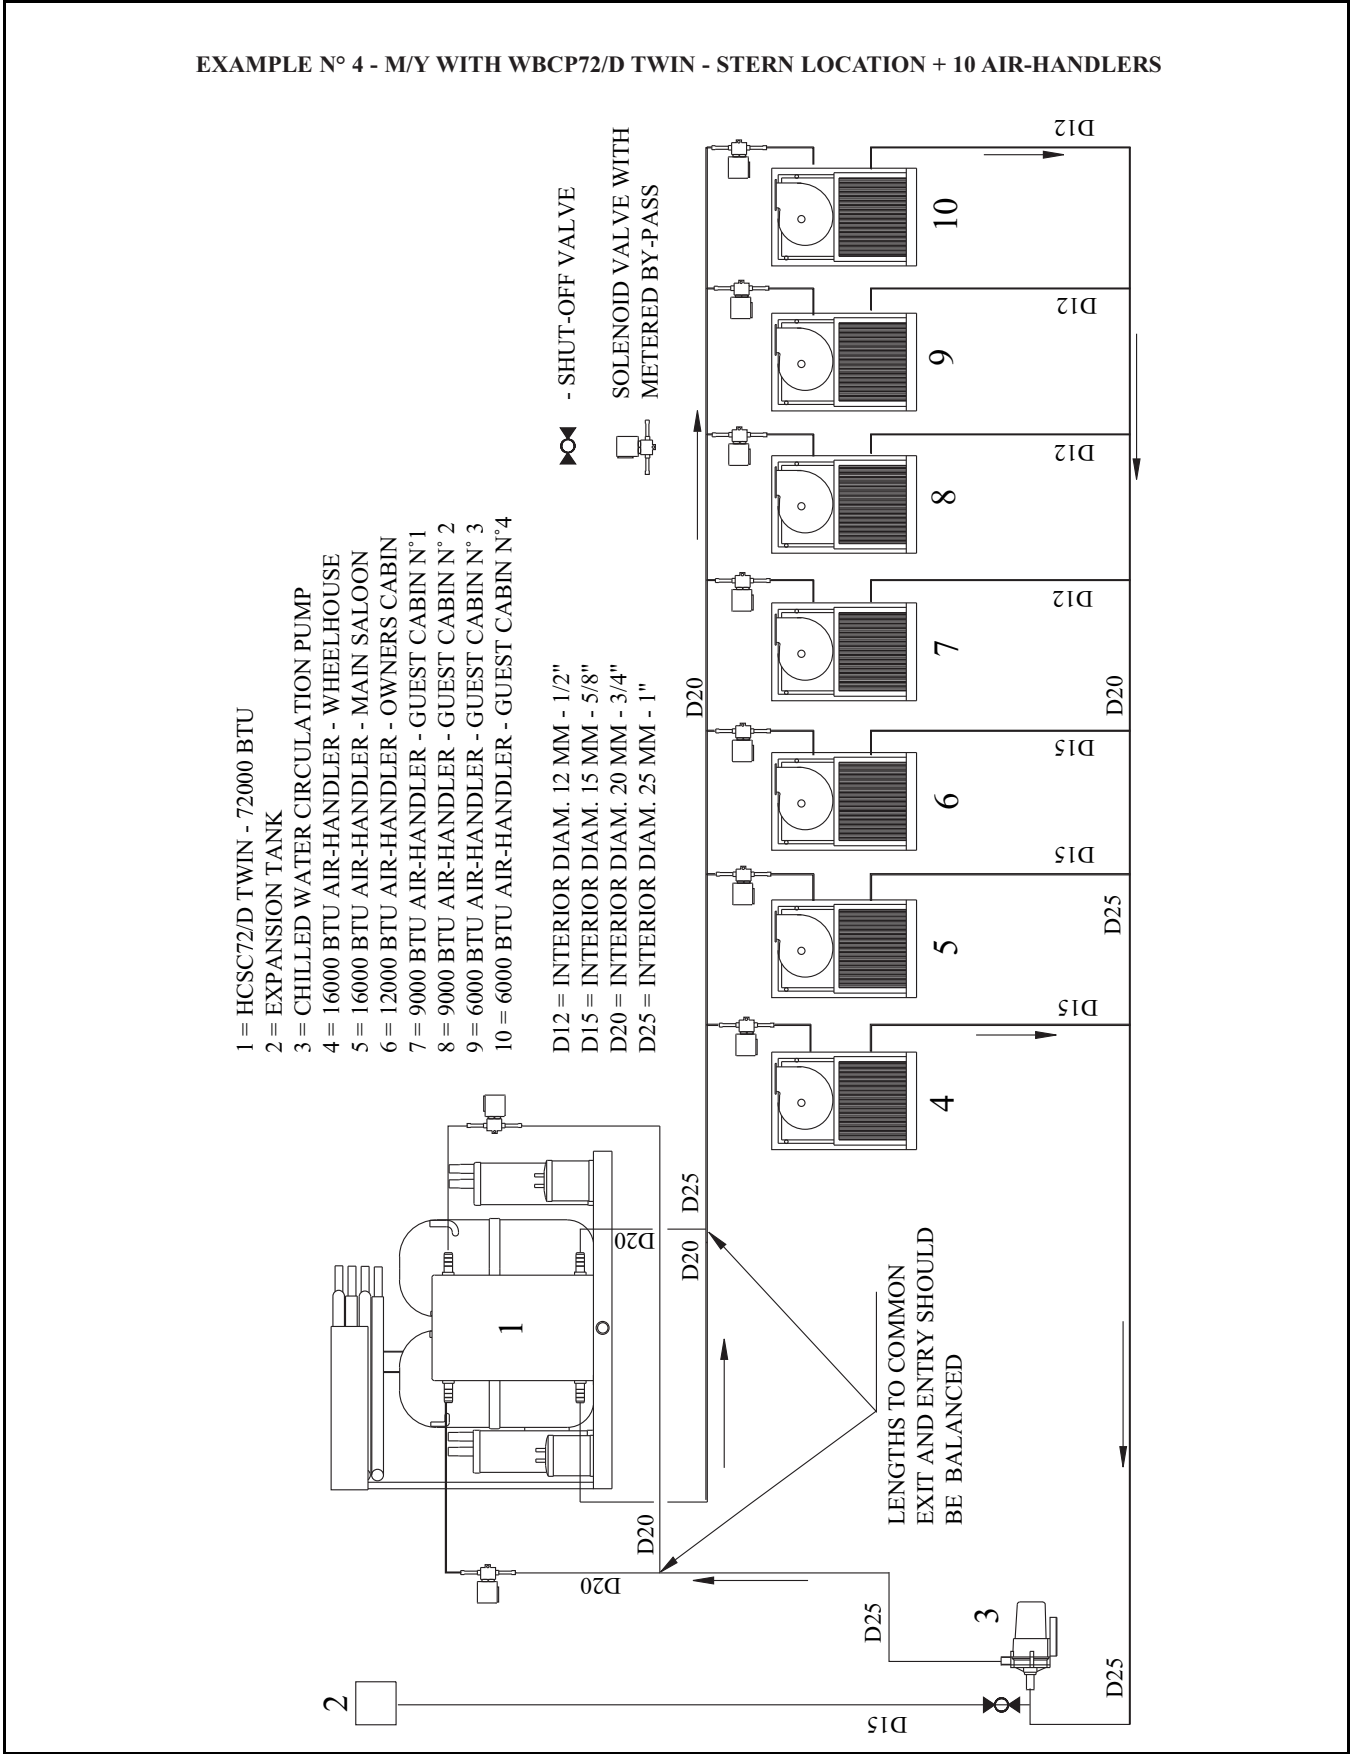 EXAMPLE N° 4 - M/Y WITH WBCP72/D TWIN - STERN LOCATION + 10 AIR-HANDLERS
1 = HCSC72/D TWIN - 72000 BTU
2 = EXPANSION TANK
3 = CHILLED WATER CIRCULATION PUMP
4 = 16000 BTU AIR-HANDLER - WHEELHOUSE
5 = 16000 BTU AIR-HANDLER - MAIN SALOON
6 = 12000 BTU AIR-HANDLER - OWNERS CABIN
7 = 9000 BTU AIR-HANDLER - GUEST CABIN N°1
8 = 9000 BTU AIR-HANDLER - GUEST CABIN N° 2
9 = 6000 BTU AIR-HANDLER - GUEST CABIN N° 3
10 = 6000 BTU AIR-HANDLER - GUEST CABIN N°4
D12 = INTERIOR DIAM. 12 MM - 1/2"
D15 = INTERIOR DIAM. 15 MM - 5/8"
D20 = INTERIOR DIAM. 20 MM - 3/4"
D25 = INTERIOR DIAM. 25 MM - 1"
- SHUT-OFF VALVE
SOLENOID VALVE WITH
METERED BY-PASS
2
1
D20
D20
D20
D20
D25
D20
LENGTHS TO COMMON
EXIT AND ENTRY SHOULD
BE BALANCED
D15
D25
3
D25
4
5
6
7
8
9
10
D15
D15
D15
D12
D12
D12
D12
D25
D20